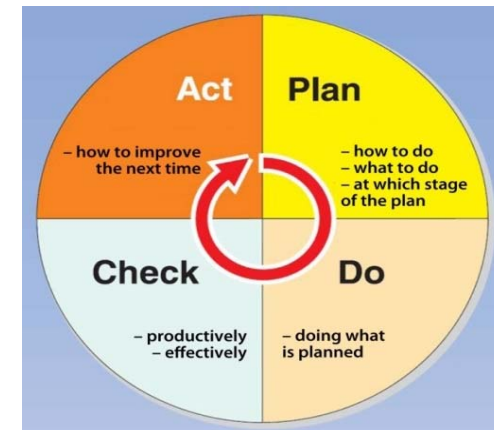 Act
– how to improve
the next time
Plan
– how to do
– what to do
– at which stage
of the plan
Check
– productively
– effectively
Do
– doing what
is planned